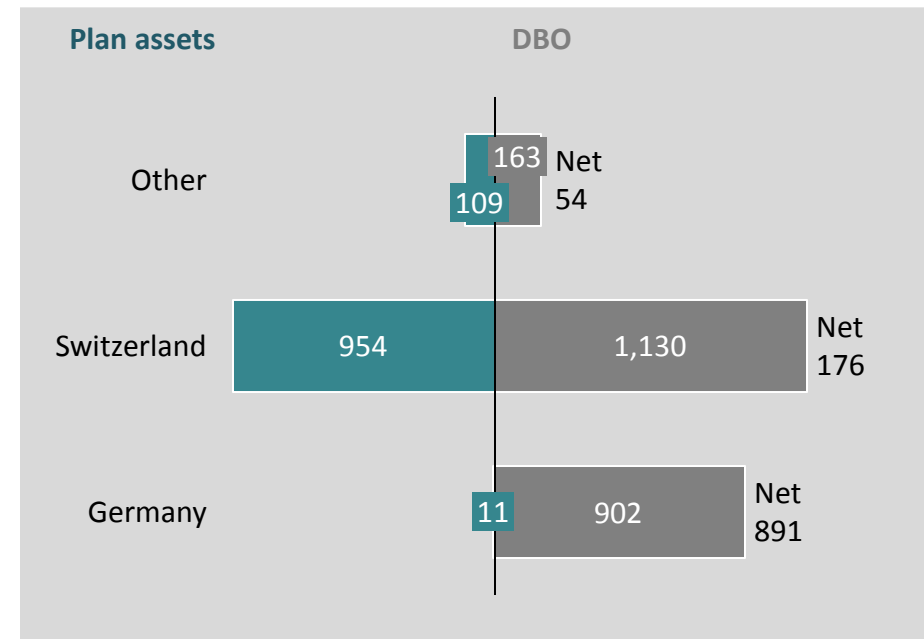 Plan assets DBO
Other 109 163 Net
54
Switzerland 954 1,130 Net
176
Germany 11 902 Net
891